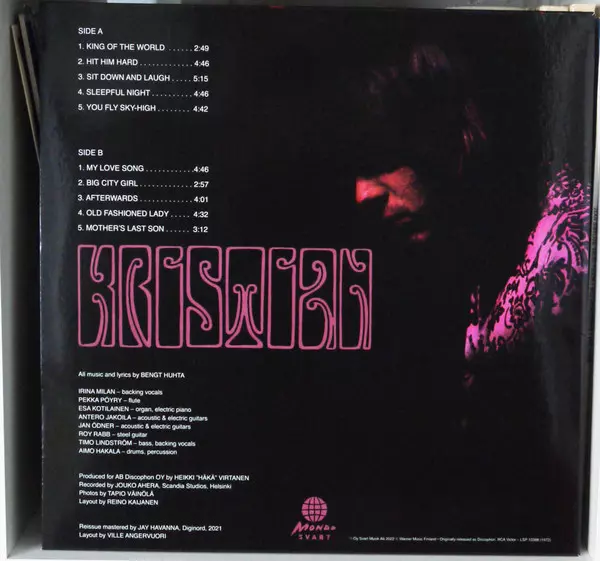 SIDE A
1. KING OF THE WORLD ...... 2:49
2. HIT HIM HARD ............ 4:46
3. SIT DOWN AND LAUGH ... 5:15
4. SLEEPFUL NIGHT .......... 4:46
5. YOU FLY SKY-HIGH ........ 4:42
SIDE B
1. MY LOVE SONG ........... 4:46
2. BIG CITY GIRL ............ 2:57
3. AFTERWARDS ............. 4:01
4. OLD FASHIONED LADY ..... 4:32
5. MOTHER'S LAST SON ...... 3:12
KRISTIAN
All music and lyrics by BENGT HUHTA
IRINA MILAN – backing vocals
PEKKA PÖYRY – flute
ESA KOTILAINEN – organ, electric piano
ANTERO JAKOILA – acoustic & electric guitars
JAN ÖDNER – acoustic & electric guitars
ROY RABB – steel guitar
TIMO LINDSTRÖM – bass, backing vocals
AIMO HAKALA – drums, percussion
Produced for AB Discophon OY by HEIKKI "HÄKÄ" VIRTANEN
Recorded by JOUKO AHERA, Scandia Studios, Helsinki
Photos by TAPIO VÄINÖLÄ
Layout by REINO KAIJANEN
Reissue mastered by JAY HAVANNA, Diginord, 2021
Layout by VILLE ANGERVUORI
MONDO
SVART